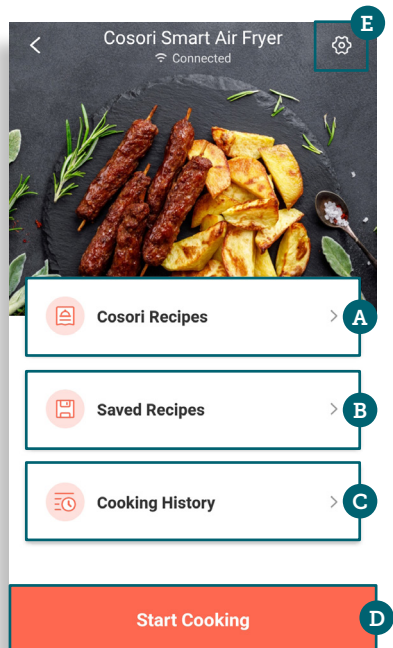 E
Cosori Smart Air Fryer
Connected
Cosori Recipes A
Saved Recipes B
Cooking History C
Start Cooking D